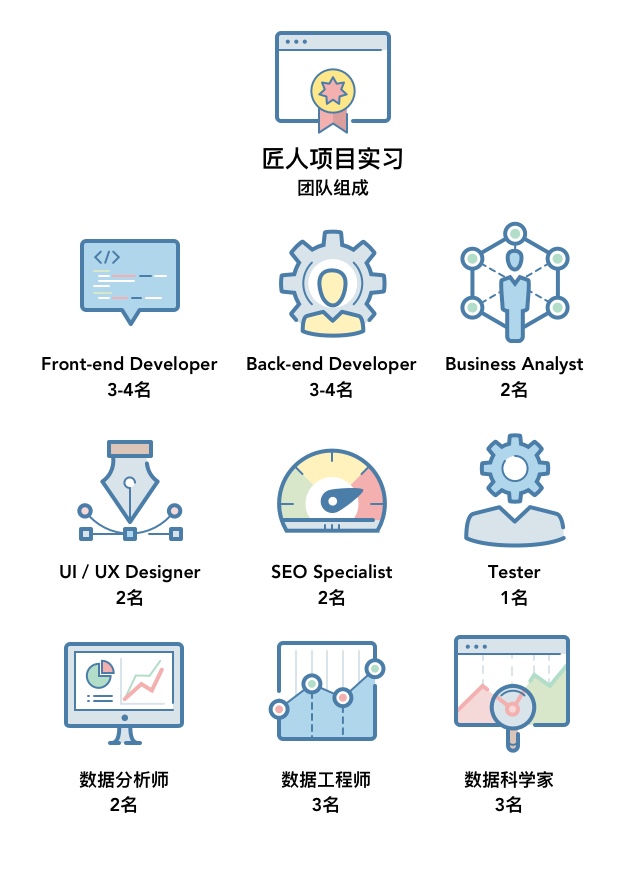 匠人项目实习
团队组成
Front-end Developer
3-4名
Back-end Developer
3-4名
Business Analyst
2名
UI / UX Designer
2名
SEO Specialist
2名
Tester
1名
数据分析师
2名
数据工程师
3名
数据科学家
3名